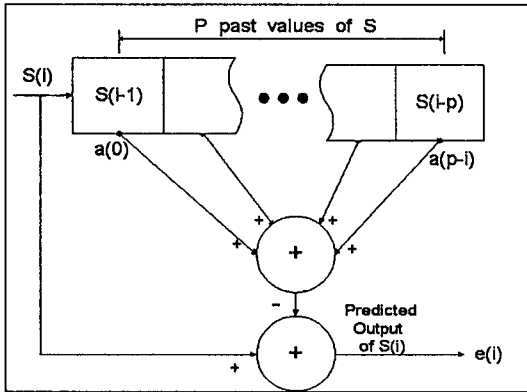 P past values of S
S(i)
S(i-1)
S(i-p)
a(0)
a(p-i)
+
+
+
+
+
-
Predicted
Output
of S(i)
+
e(i)
+